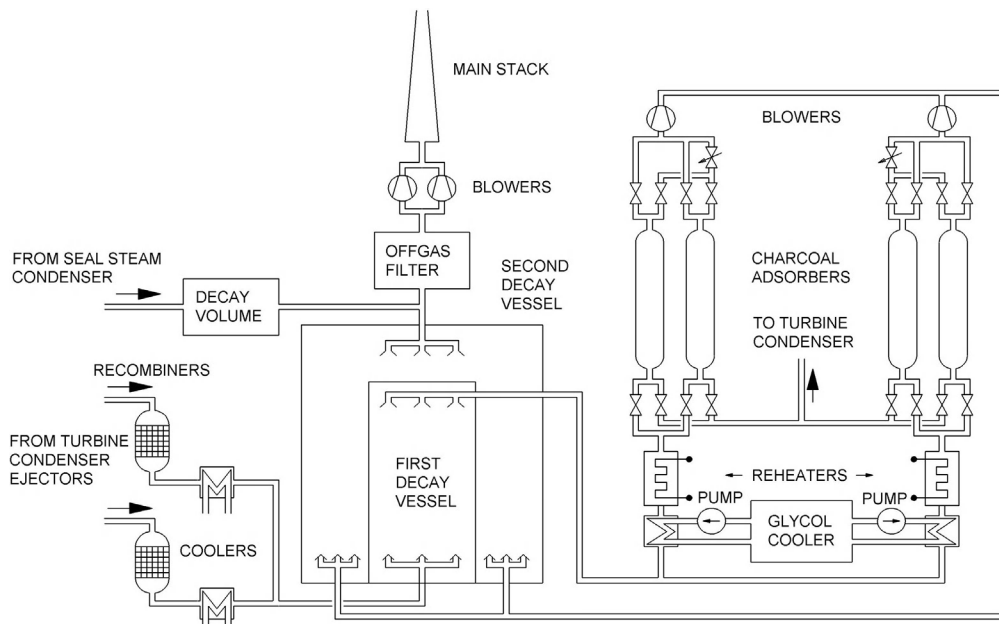 MAIN STACK
BLOWERS
BLOWERS
OFFGAS
FILTER
FROM SEAL STEAM
CONDENSER
DECAY
VOLUME
SECOND
DECAY
VESSEL
CHARCOAL
ADSORBERS
TO TURBINE
CONDENSER
RECOMBINERS
FROM TURBINE
CONDENSER
EJECTORS
FIRST
DECAY
VESSEL
REHEATERS
PUMP
PUMP
GLYCOL
COOLER
COOLERS